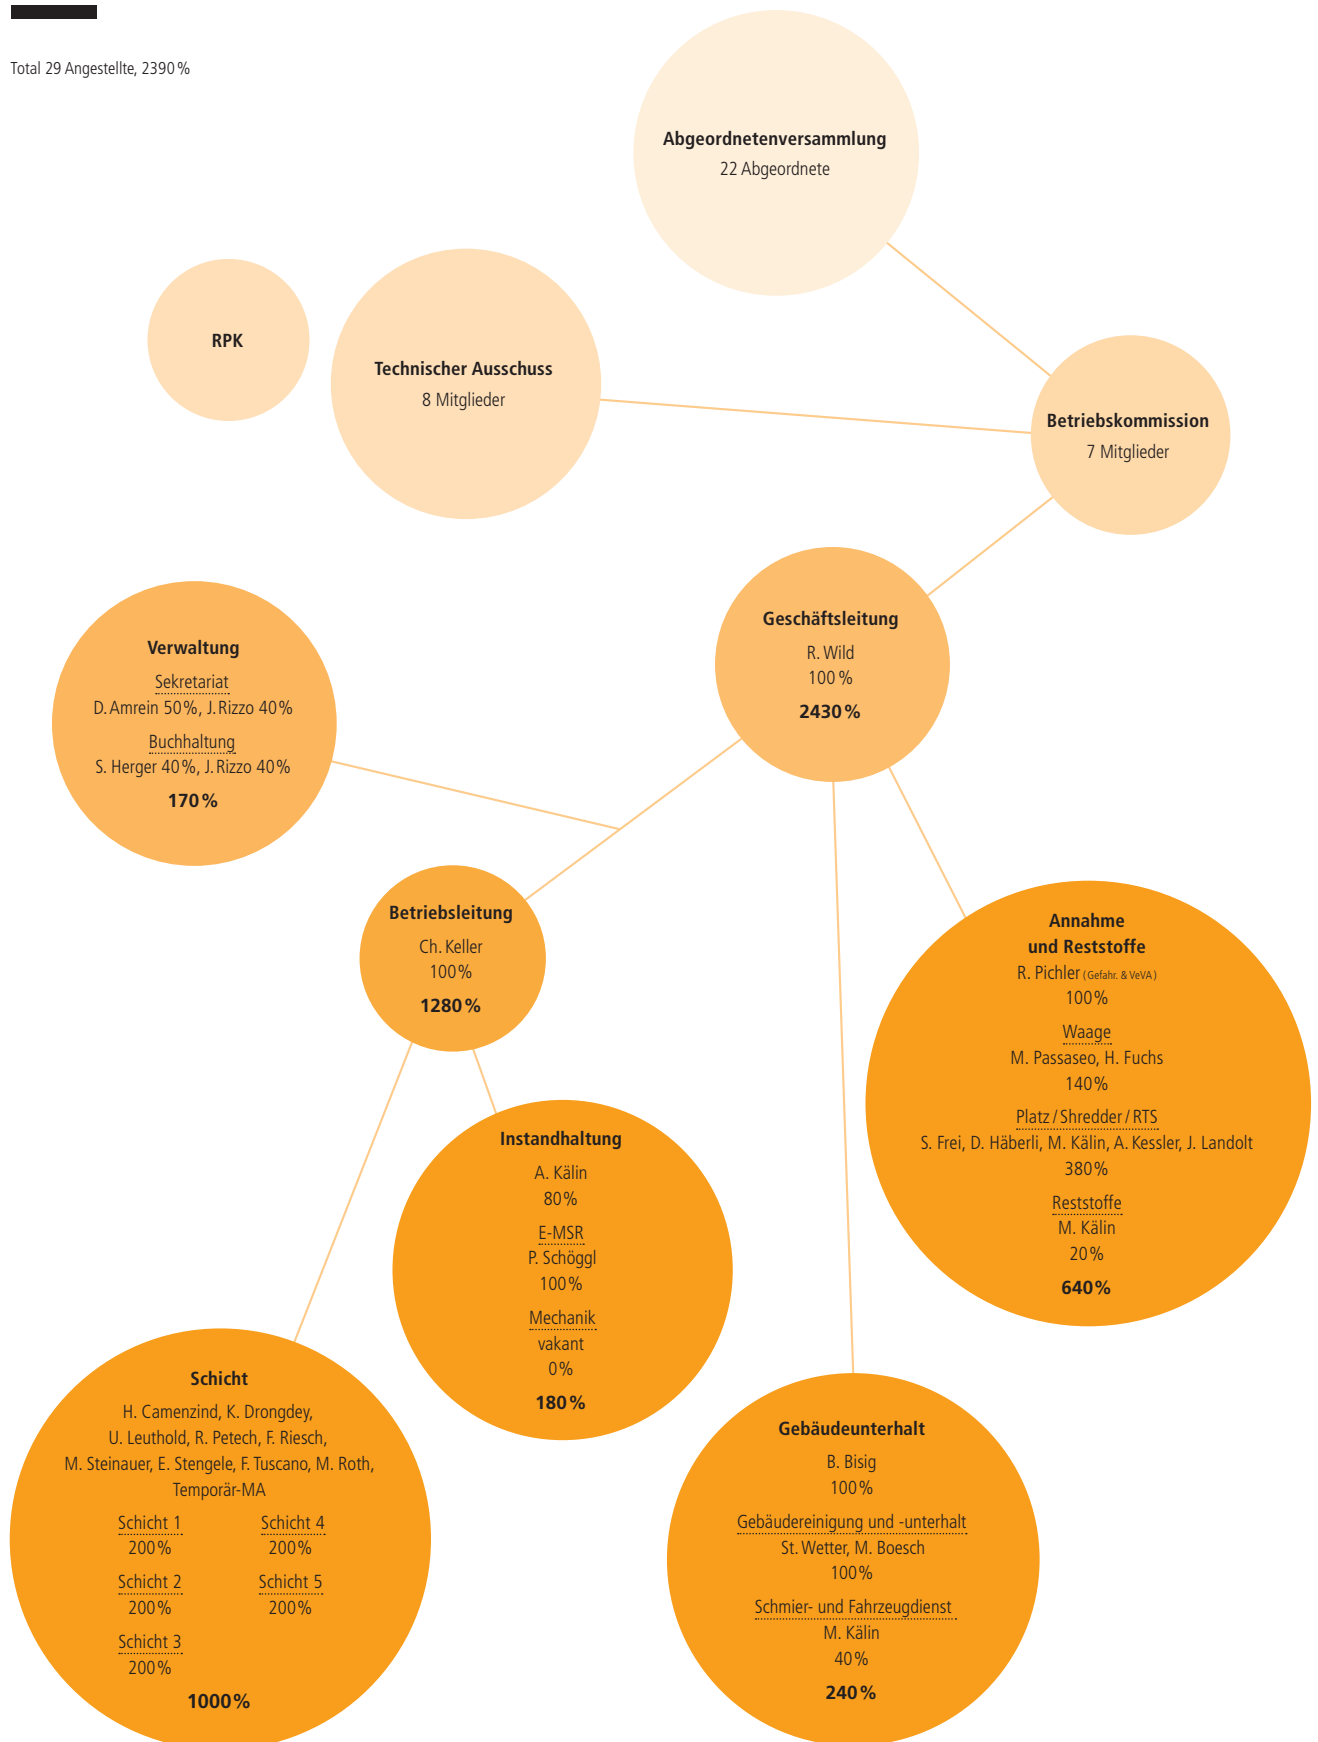 Total 29 Angestellte, 2390 %
Abgeordnetenversammlung
22 Abgeordnete
RPK
Technischer Ausschuss
8 Mitglieder
Betriebskommission
7 Mitglieder
Geschäftsleitung
R. Wild
100 %
2430 %
Verwaltung
Sekretariat
D. Amrein 50 %, J. Rizzo 40 %
Buchhaltung
S. Herger 40 %, J. Rizzo 40 %
170 %
Betriebsleitung
Ch. Keller
100 %
1280 %
Annahme
und Reststoffe
R. Pichler (Gefahr. & VeVA)
100 %
Waage
M. Passaseo, H. Fuchs
140 %
Platz / Shredder / RTS
S. Frei, D. Häberli, M. Kälin, A. Kessler, J. Landolt
380 %
Reststoffe
M. Kälin
20 %
640 %
Instandhaltung
A. Kälin
80 %
E-MSR
P. Schöggl
100 %
Mechanik
vakant
0 %
180 %
Schicht
H. Camenzind, K. Drongdey,
U. Leuthold, R. Petech, F. Riesch,
M. Steinauer, E. Stengele, F. Tuscano, M. Roth,
Temporär-MA
Schicht 1
200 %
Schicht 2
200 %
Schicht 3
200 %
Schicht 4
200 %
Schicht 5
200 %
1000 %
Gebäudeunterhalt
B. Bisig
100 %
Gebäudereinigung und -unterhalt
St. Wetter, M. Boesch
100 %
Schmier- und Fahrzeugdienst
M. Kälin
40 %
240 %